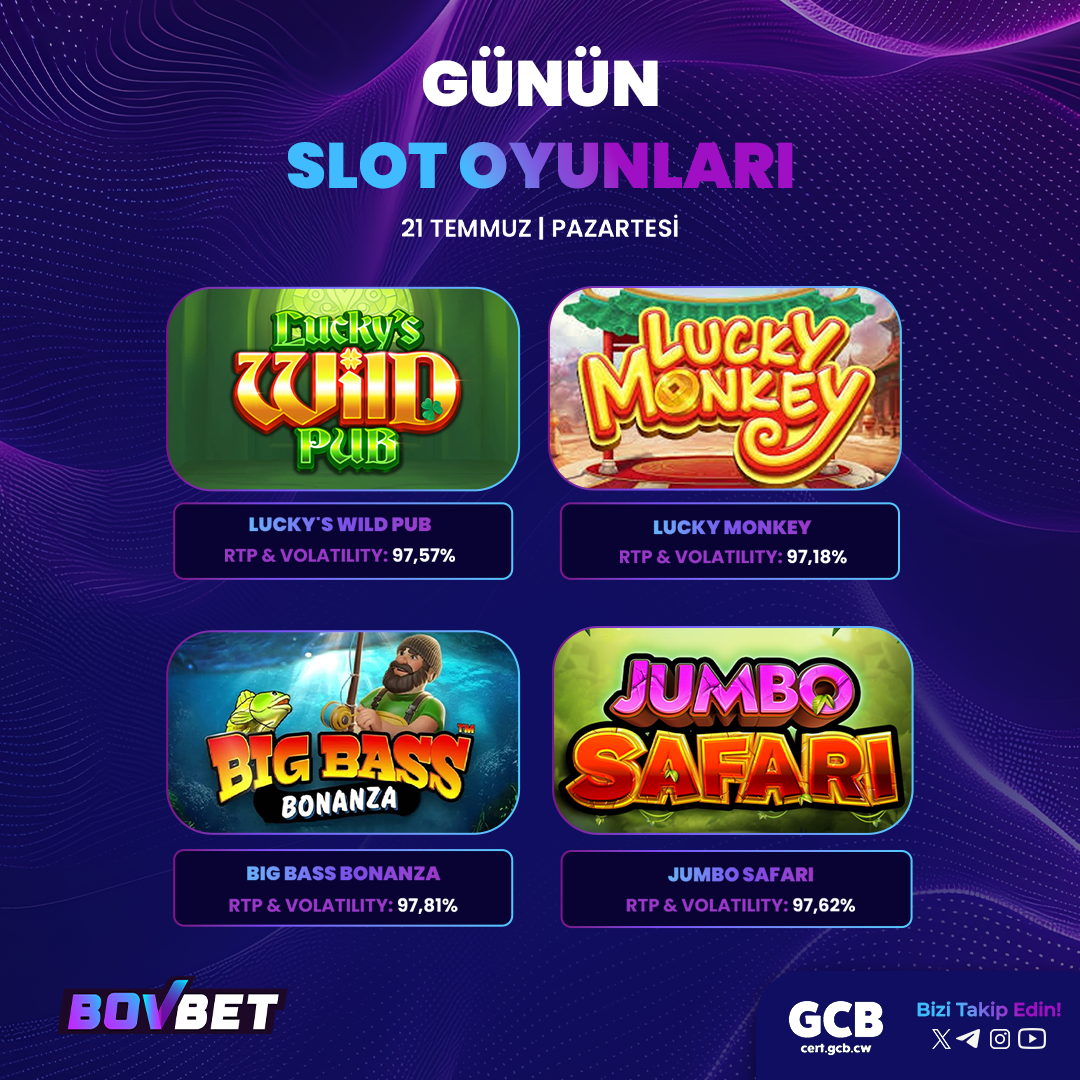 GÜNÜN
SLOT OYUNLARI
21 TEMMUZ | PAZARTESİ
Lucky's
WilD
PUB
LUCKY
MONKEY
LUCKY'S WILD PUB
RTP & VOLATILITY: 97,57%
LUCKY MONKEY
RTP & VOLATILITY: 97,18%
BIG BASS™
BONANZA
JUMBO
SAFARI
BIG BASS BONANZA
RTP & VOLATILITY: 97,81%
JUMBO SAFARI
RTP & VOLATILITY: 97,62%
BOVBET
GCB
cert.gcb.cw
Bizi Takip Edin!